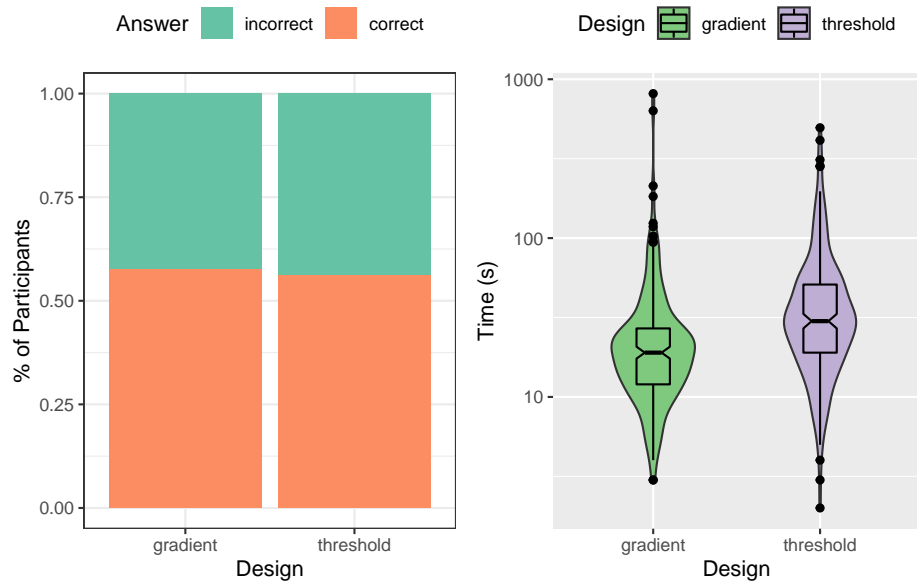 Answer incorrect correct
1.00
0.75
0.50
0.25
0.00
% of Participants
gradient threshold
Design
Design gradient threshold
1000
100
10
Time (s)
gradient threshold
Design